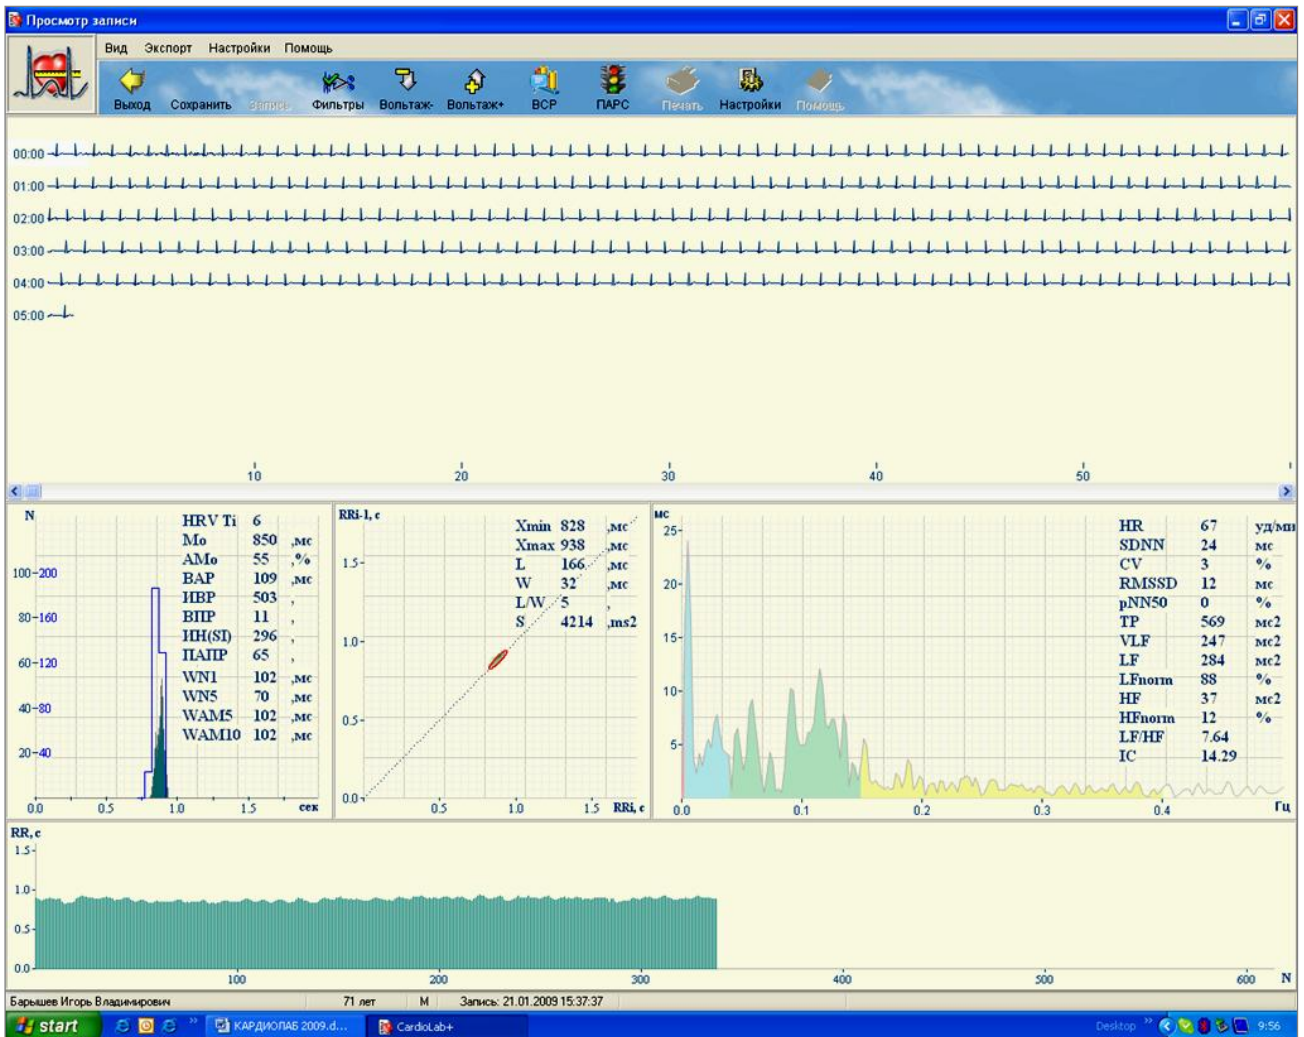 Просмотр записи
Вид Экспорт Настройки Помощь
Выход Сохранить Запись Фильтры Вольтаж- Вольтаж+ ВСР ПАРС Печать Настройки Помощь
00:00
01:00
02:00
03:00
04:00
05:00
10 20 30 40 50
N
HRV Ti 6
Mo 850 ,мс
АМо 55 ,%
ВАР 109 ,мс
ИВР 503 ,
ВПР 11 ,
ИН(SI) 296 ,
ПАПР 65 ,
WN1 102 ,мс
WN5 70 ,мс
WAM5 102 ,мс
WAM10 102 ,мс
100-200
80-160
60-120
40-80
20-40
0.0 0.5 1.0 1.5 сек
RRi-1, с
Xmin 828 ,мс
Xmax 938 ,мс
L 166 ,мс
W 32 ,мс
L/W 5 ,
S 4214 ,ms2
1.5
1.0
0.5
0.0
0.5 1.0 1.5 RRi, с
мс
25
20
15
10
5
HR 67 уд/ми
SDNN 24 мс
CV 3 %
RMSSD 12 мс
pNN50 0 %
TP 569 мс2
VLF 247 мс2
LF 284 мс2
LFnorm 88 %
HF 37 мс2
HFnorm 12 %
LF/HF 7.64
IC 14.29
0.0 0.1 0.2 0.3 0.4 Гц
RR, с
1.5
1.0
0.5
0.0
100 200 300 400 500 600 N
Барышев Игорь Владимирович 71 лет М Запись: 21.01.2009 15:37:37
start КАРДИОЛАБ 2009.d... CardioLab+ Desktop 9:56